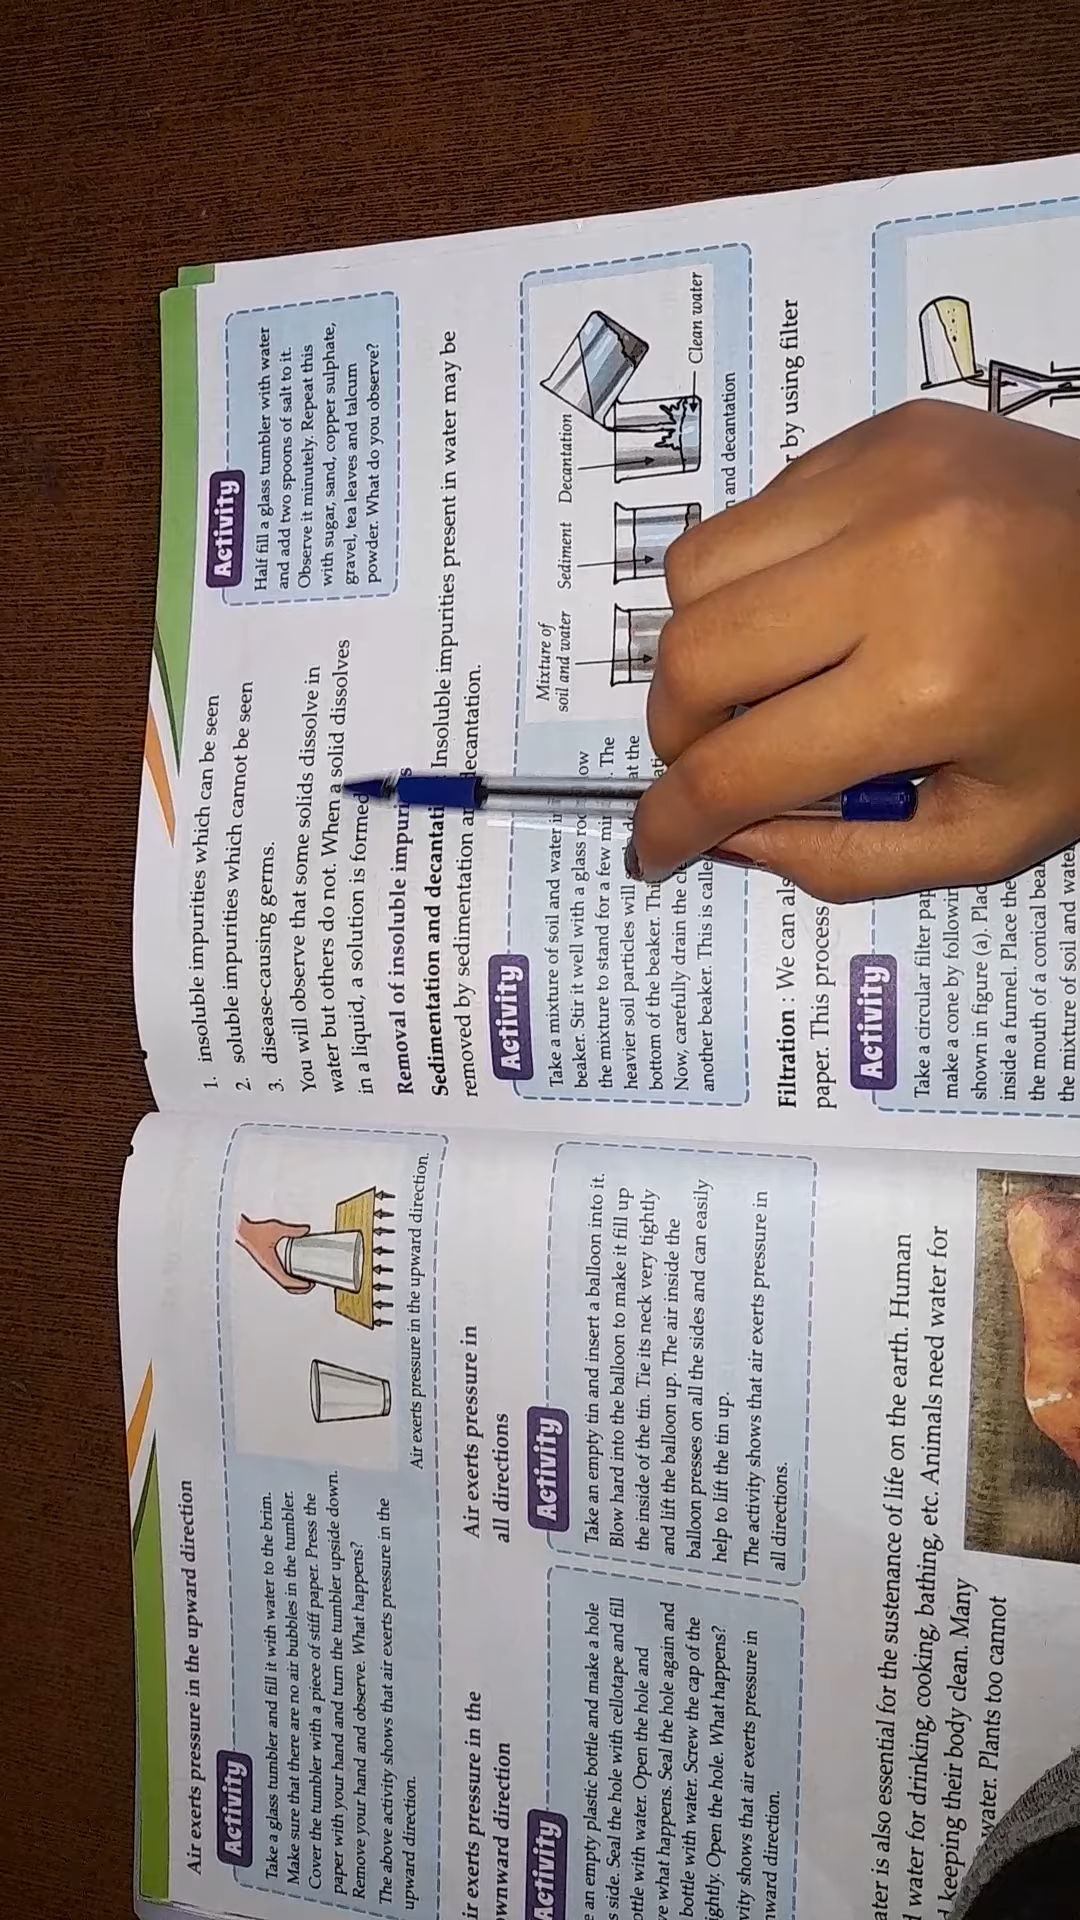 Air exerts pressure in the upward direction
Activity
Take a glass tumbler and fill it with water to the brim.
Make sure that there are no air bubbles in the tumbler.
Cover the tumbler with a piece of stiff paper. Press the
paper with your hand and turn the tumbler upside down.
Remove your hand and observe. What happens?
The above activity shows that air exerts pressure in the
upward direction.
Air exerts pressure in the upward direction.
ir exerts pressure in the
wnward direction
Activity
an empty plastic bottle and make a hole
s side. Seal the hole with cellotape and fill
ottle with water. Open the hole and
ve what happens. Seal the hole again and
bottle with water. Screw the cap of the
ightly. Open the hole. What happens?
vity shows that air exerts pressure in
nward direction.
Air exerts pressure in
all directions
Activity
Take an empty tin and insert a balloon into it.
Blow hard into the balloon to make it fill up
the inside of the tin. Tie its neck very tightly
and lift the balloon up. The air inside the
balloon presses on all the sides and can easily
help to lift the tin up.
The activity shows that air exerts pressure in
all directions.
ater is also essential for the sustenance of life on the earth. Human
d water for drinking, cooking, bathing, etc. Animals need water for
d keeping their body clean. Many
water. Plants too cannot
1. insoluble impurities which can be seen
2. soluble impurities which cannot be seen
3. disease-causing germs.
You will observe that some solids dissolve in
water but others do not. When a solid dissolves
in a liquid, a solution is formed
Activity
Half fill a glass tumbler with water
and add two spoons of salt to it.
Observe it minutely. Repeat this
with sugar, sand, copper sulphate,
gravel, tea leaves and talcum
powder. What do you observe?
Removal of insoluble impuri s
Sedimentation and decantati Insoluble impurities present in water may be
removed by sedimentation a decantation.
Activity
Take a mixture of soil and water i
beaker. Stir it well with a glass ro ow
the mixture to stand for a few mi . The
heavier soil particles will d at the
bottom of the beaker. Thi
Now, carefully drain the cl
another beaker. This is calle
Mixture of
soil and water
Sediment
Decantation
Clean water
and decantation
Filtration : We can als r by using filter
paper. This process
Activity
Take a circular filter pap
make a cone by followin
shown in figure (a). Plac
inside a funnel. Place the
the mouth of a conical bea
the mixture of soil and wate